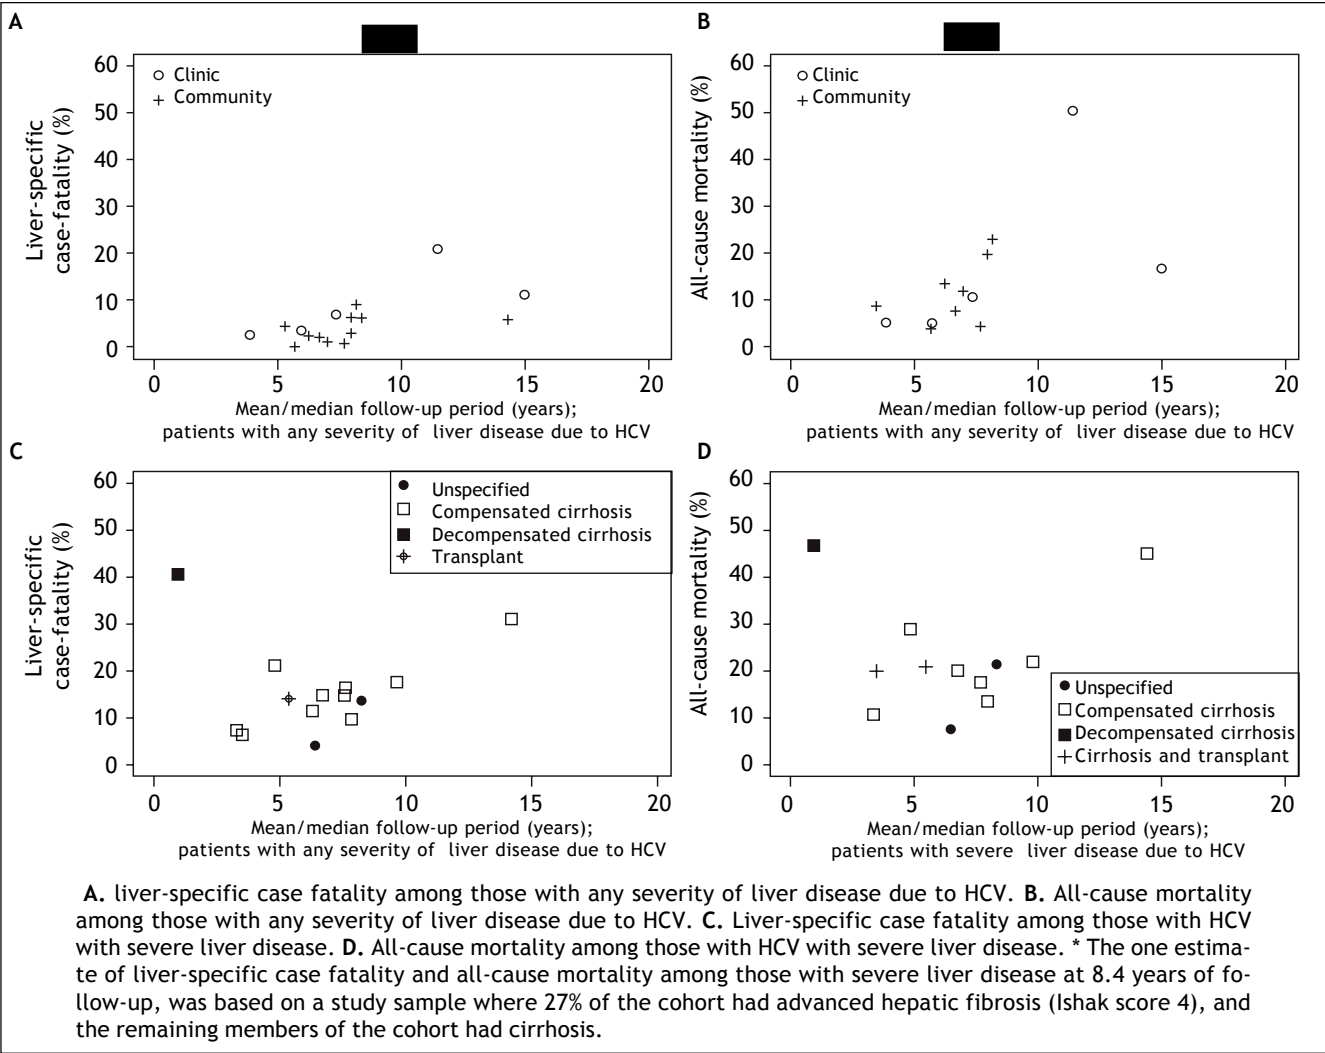 A
B
60
50
40
30
20
10
0
Liver-specific
case-fatality (%)
Clinic
Community
0 5 10 15 20
Mean/median follow-up period (years);
patients with any severity of liver disease due to HCV
60
50
40
30
20
10
0
All-cause mortality (%)
Clinic
Community
0 5 10 15 20
Mean/median follow-up period (years);
patients with any severity of liver disease due to HCV
C
D
60
50
40
30
20
10
0
Liver-specific
case-fatality (%)
Unspecified
Compensated cirrhosis
Decompensated cirrhosis
Transplant
0 5 10 15 20
Mean/median follow-up period (years);
patients with any severity of liver disease due to HCV
60
50
40
30
20
10
0
All-cause mortality (%)
Unspecified
Compensated cirrhosis
Decompensated cirrhosis
Cirrhosis and transplant
0 5 10 15 20
Mean/median follow-up period (years);
patients with severe liver disease due to HCV
A. liver-specific case fatality among those with any severity of liver disease due to HCV. B. All-cause mortality
among those with any severity of liver disease due to HCV. C. Liver-specific case fatality among those with HCV
with severe liver disease. D. All-cause mortality among those with HCV with severe liver disease. * The one estima-
te of liver-specific case fatality and all-cause mortality among those with severe liver disease at 8.4 years of fo-
llow-up, was based on a study sample where 27% of the cohort had advanced hepatic fibrosis (Ishak score 4), and
the remaining members of the cohort had cirrhosis.